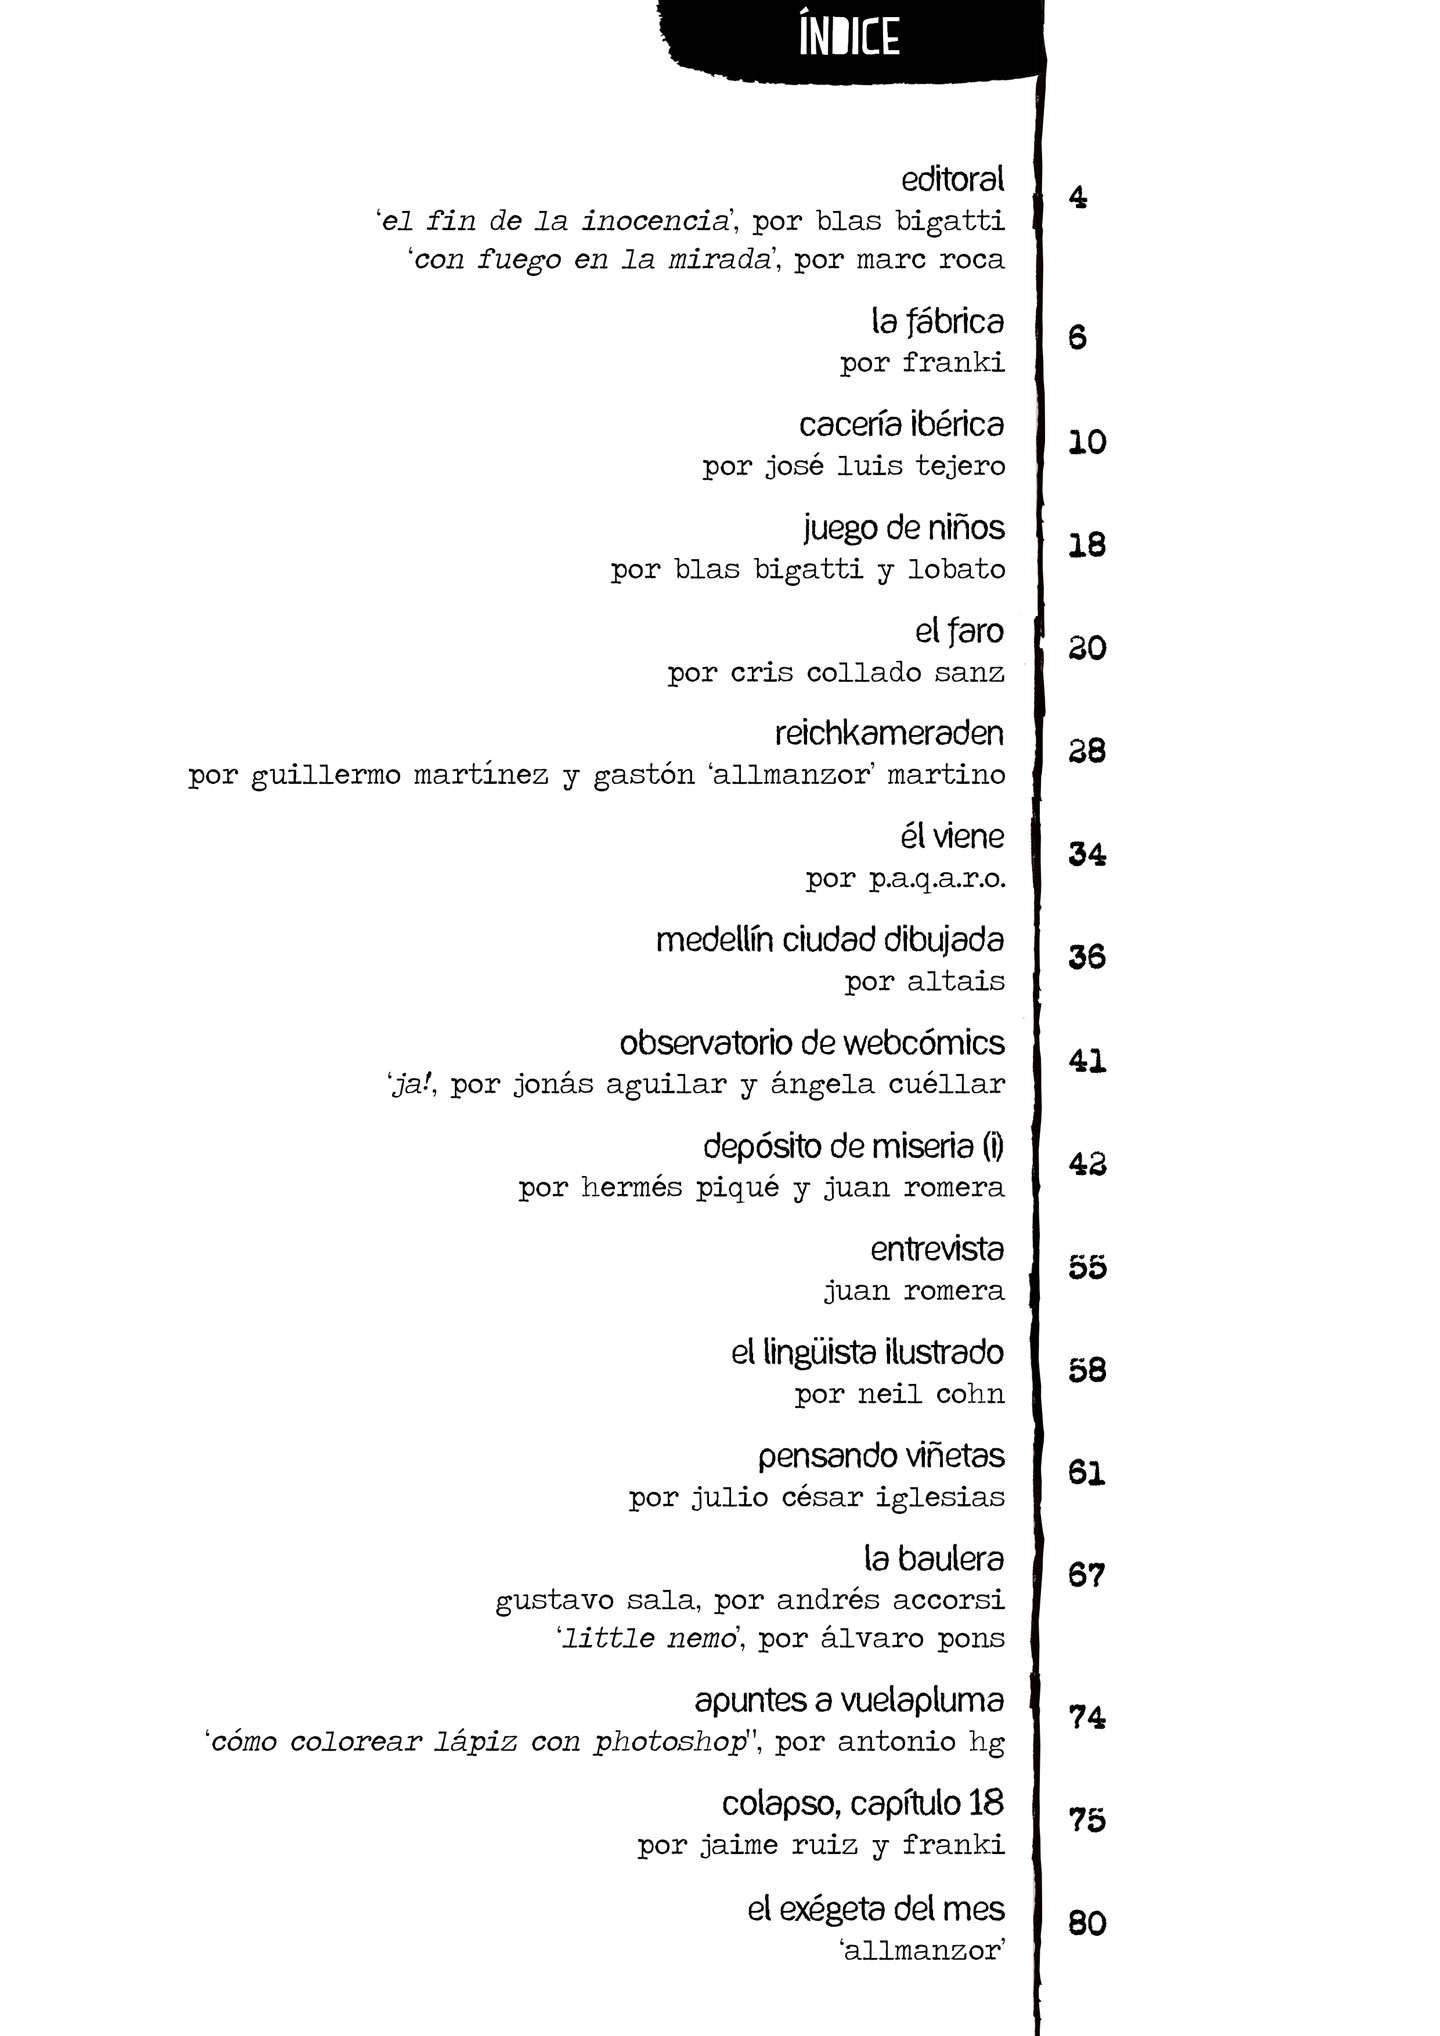 ÍNDICE
editoral
4
‘el fin de la inocencia’, por blas bigatti
‘con fuego en la mirada’, por marc roca
la fábrica
6
por franki
cacería ibérica
10
por josé luis tejero
juego de niños
18
por blas bigatti y lobato
el faro
20
por cris collado sanz
reichkameraden
28
por guillermo martínez y gastón ‘allmanzor’ martino
él viene
34
por p.a.q.a.r.o.
medellín ciudad dibujada
36
por altais
observatorio de webcómics
41
‘ja!, por jonás aguilar y ángela cuéllar
depósito de miseria (i)
42
por hermés piqué y juan romera
entrevista
55
juan romera
el lingüista ilustrado
58
por neil cohn
pensando viñetas
61
por julio césar iglesias
la baulera
67
gustavo sala, por andrés accorsi
‘little nemo’, por álvaro pons
apuntes a vuelapluma
74
‘cómo colorear lápiz con photoshop’', por antonio hg
colapso, capítulo 18
75
por jaime ruiz y franki
el exégeta del mes
80
‘allmanzor’